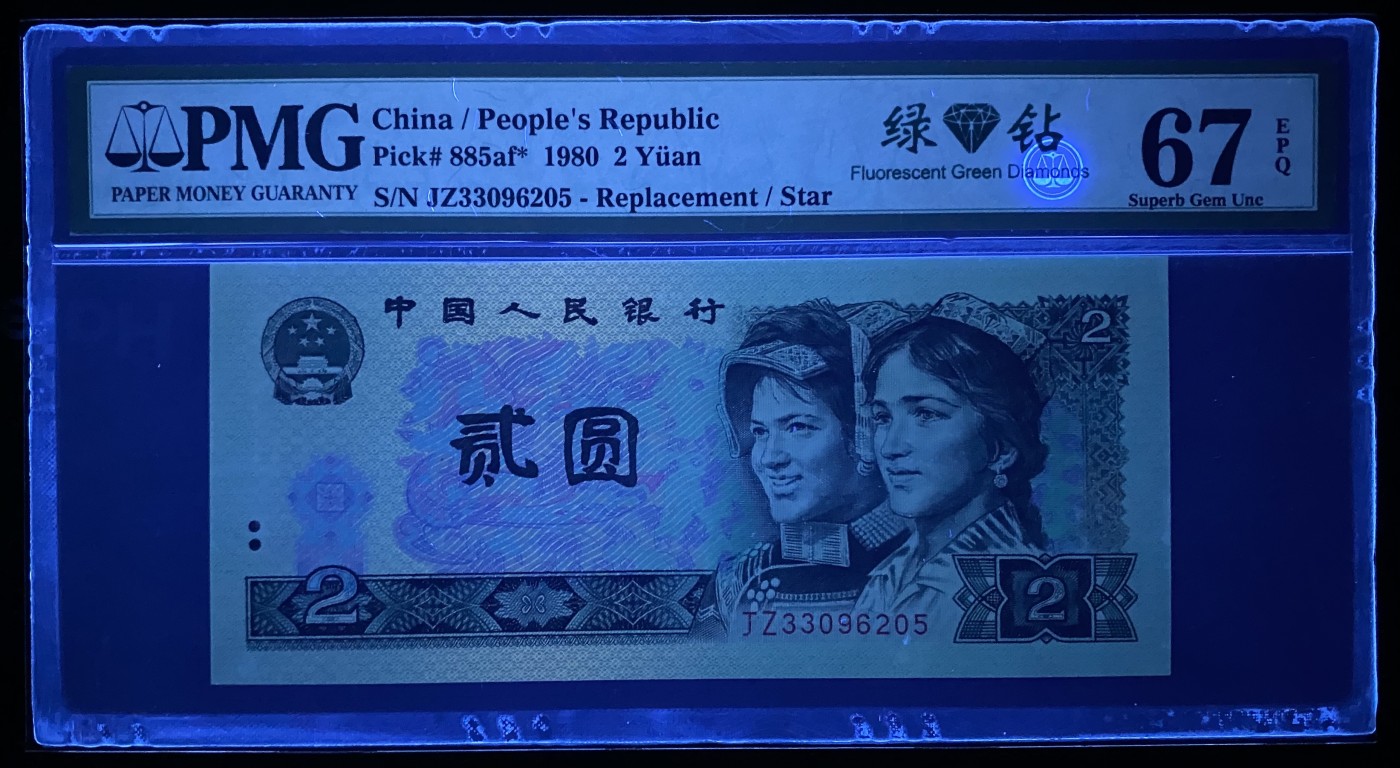 PMG
PAPER MONEY GUARANTY
China / People's Republic
Pick# 885af* 1980 2 Yüan
S/N JZ33096205 - Replacement / Star
绿 钻
Fluorescent Green Diamonds
67
EPQ
Superb Gem Unc
中国人民银行
2
贰圆
2
JZ33096205
2